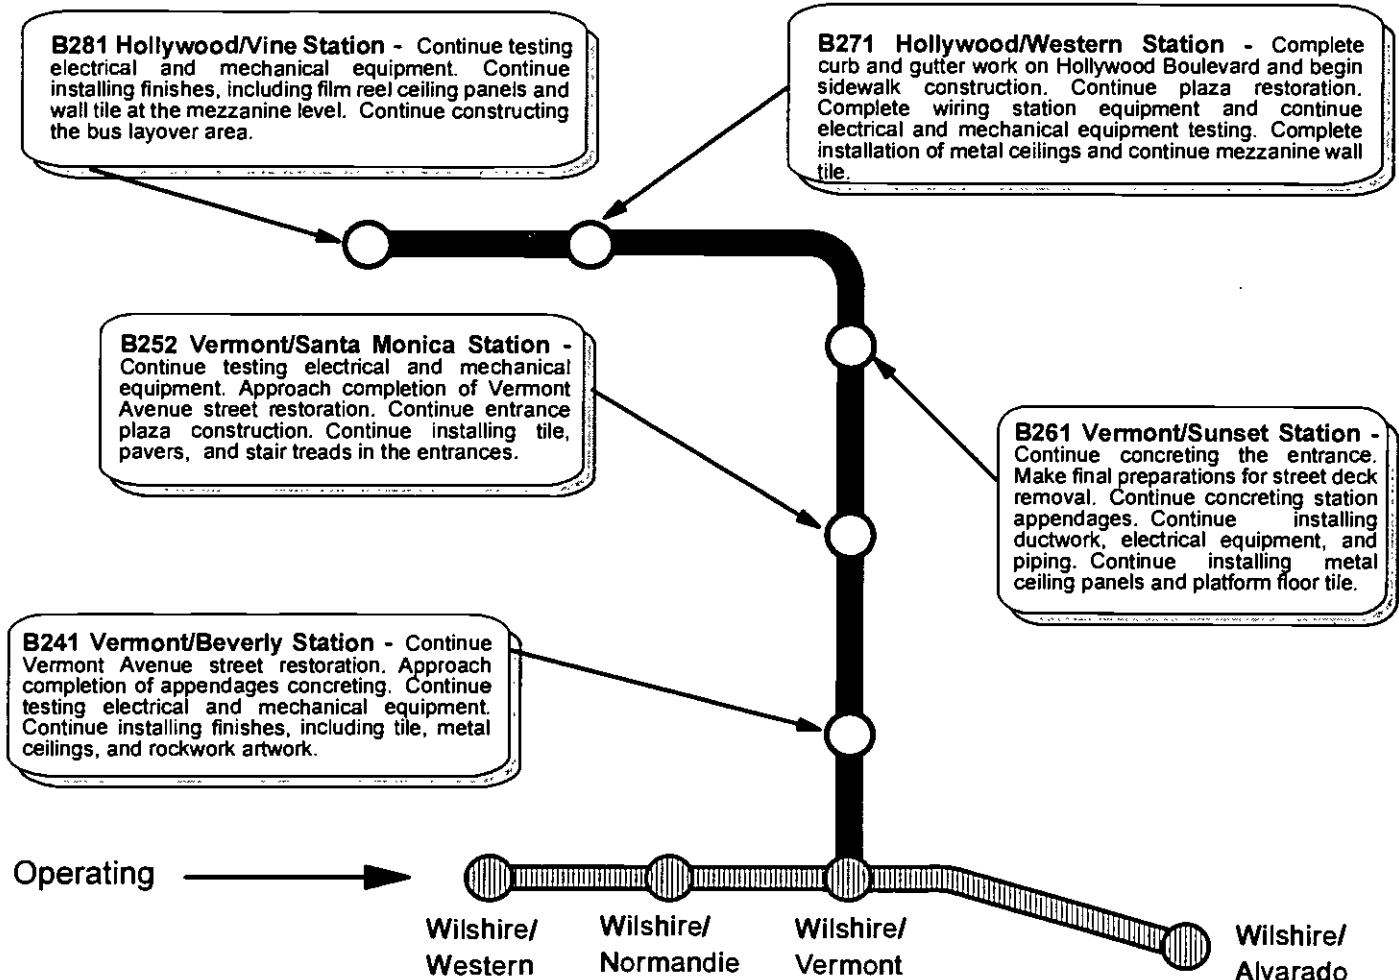 B281 Hollywood/Vine Station - Continue testing
electrical and mechanical equipment. Continue
installing finishes, including film reel ceiling panels and
wall tile at the mezzanine level. Continue constructing
the bus layover area.
B271 Hollywood/Western Station - Complete
curb and gutter work on Hollywood Boulevard and begin
sidewalk construction. Continue plaza restoration.
Complete wiring station equipment and continue
electrical and mechanical equipment testing. Complete
installation of metal ceilings and continue mezzanine wall
tile.
B252 Vermont/Santa Monica Station -
Continue testing electrical and mechanical
equipment. Approach completion of Vermont
Avenue street restoration. Continue entrance
plaza construction. Continue installing tile,
pavers, and stair treads in the entrances.
B261 Vermont/Sunset Station -
Continue concreting the entrance.
Make final preparations for street deck
removal. Continue concreting station
appendages. Continue installing
ductwork, electrical equipment, and
piping. Continue installing metal
ceiling panels and platform floor tile.
B241 Vermont/Beverly Station - Continue
Vermont Avenue street restoration. Approach
completion of appendages concreting. Continue
testing electrical and mechanical equipment.
Continue installing finishes, including tile, metal
ceilings, and rockwork artwork.
Operating
Wilshire/
Western
Wilshire/
Normandie
Wilshire/
Vermont
Wilshire/
Alvarado